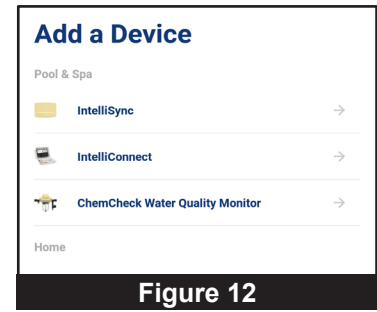 Add a Device
Pool & Spa
IntelliSync
IntelliConnect
ChemCheck Water Quality Monitor
Home
Figure 12